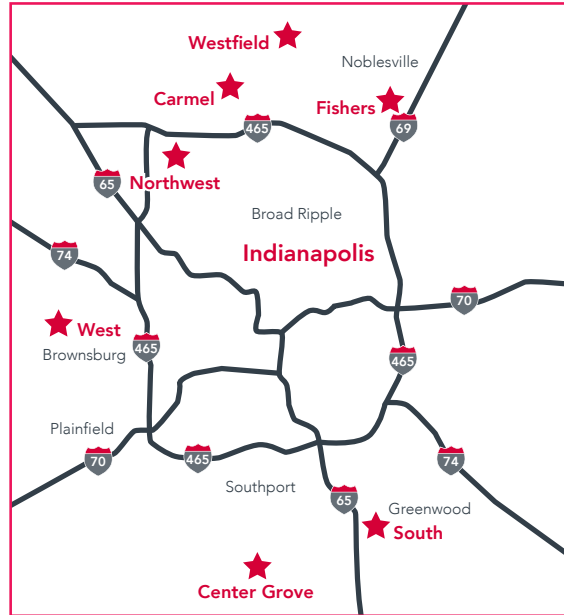 Westfield
Noblesville
Carmel
Fishers
465
69
Northwest
65
Broad Ripple
Indianapolis
74
70
West
Brownsburg
465
465
Plainfield
70
465
74
Southport
65
Greenwood
South
Center Grove